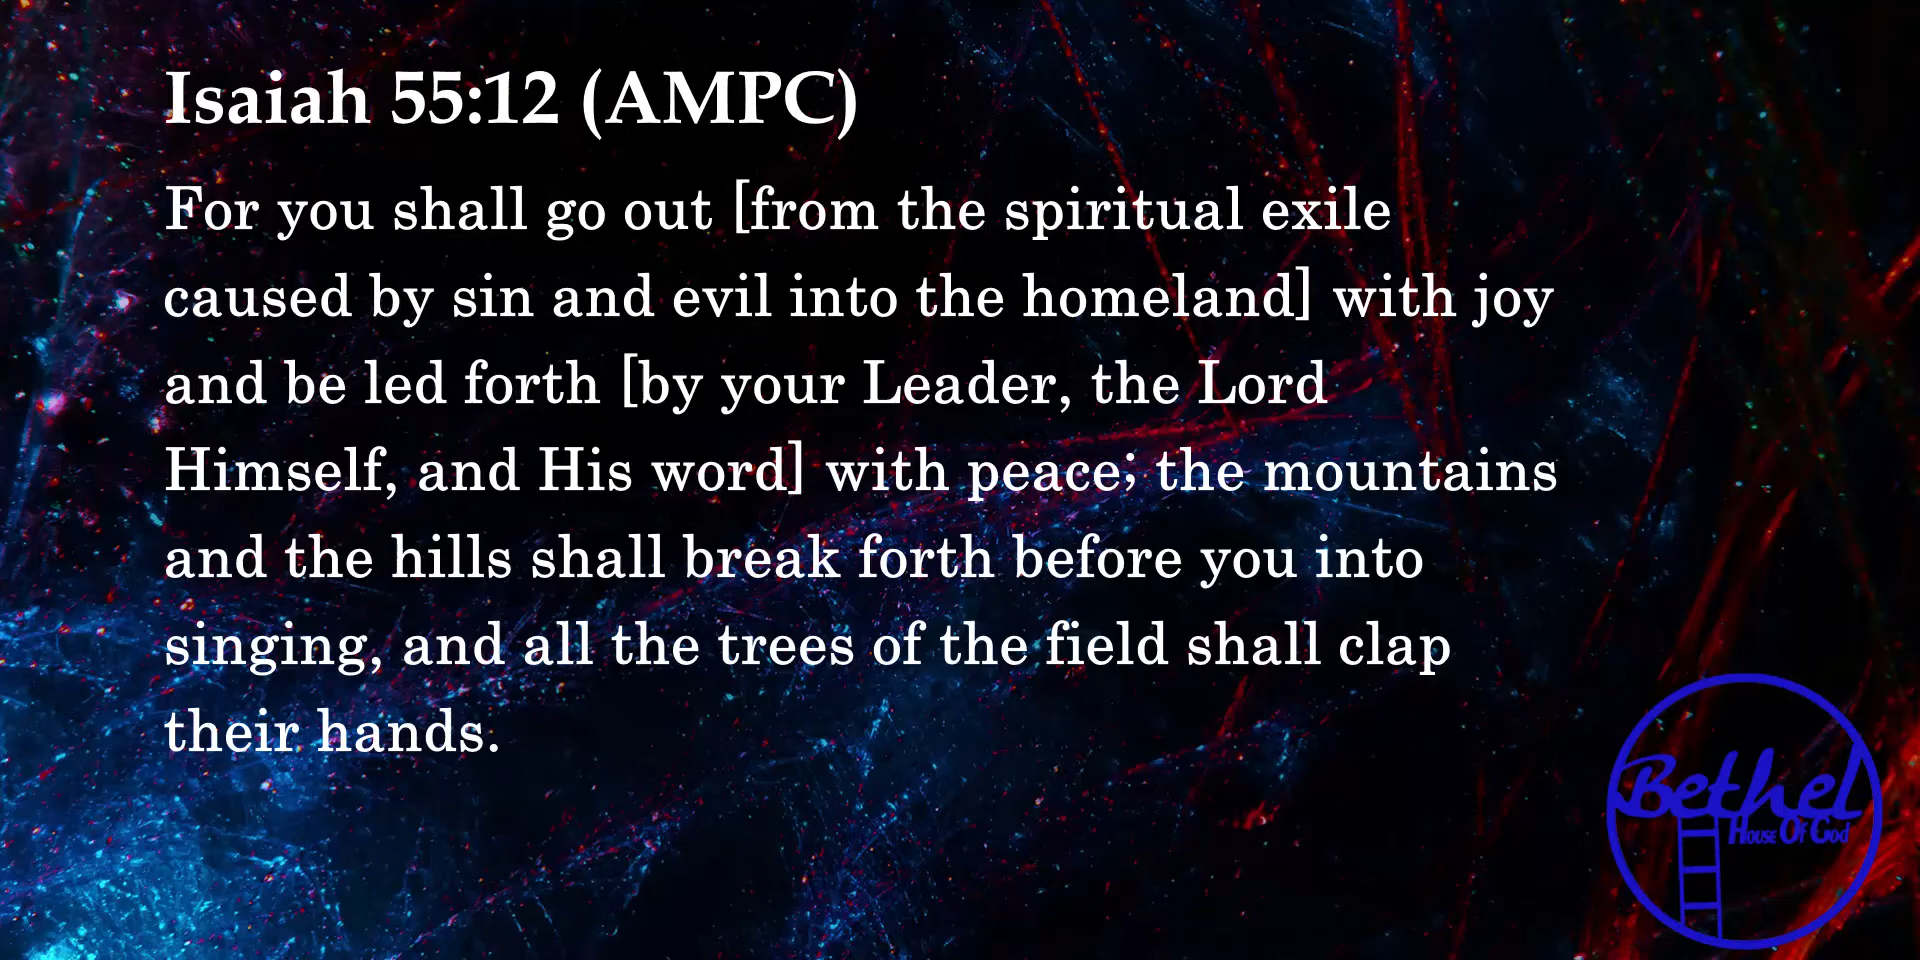 Isaiah 55:12 (AMPC)
For you shall go out [from the spiritual exile
caused by sin and evil into the homeland] with joy
and be led forth [by your Leader, the Lord
Himself, and His word] with peace; the mountains
and the hills shall break forth before you into
singing, and all the trees of the field shall clap
their hands.
Bethel
House Of God